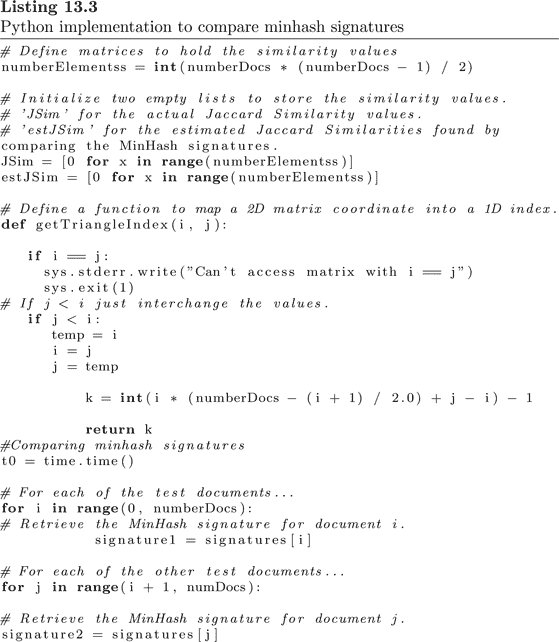 Listing 13.3
Python implementation to compare minhash signatures
# Define matrices to hold the similarity values
numberElementss = int(numberDocs * (numberDocs - 1) / 2)
# Initialize two empty lists to store the similarity values.
# 'JSim' for the actual Jaccard Similarity values.
# 'estJSim' for the estimated Jaccard Similarities found by
comparing the MinHash signatures.
JSim = [0 for x in range(numberElementss)]
estJSim = [0 for x in range(numberElementss)]
# Define a function to map a 2D matrix coordinate into a 1D index.
def getTriangleIndex(i, j):
if i == j:
sys.stderr.write("Can't access matrix with i == j")
sys.exit(1)
# If j < i just interchange the values.
if j < i:
temp = i
i = j
j = temp
k = int(i * (numberDocs - (i + 1) / 2.0) + j - i) - 1
return k
#Comparing minhash signatures
t0 = time.time()
# For each of the test documents...
for i in range(0, numberDocs):
# Retrieve the MinHash signature for document i.
signature1 = signatures[i]
# For each of the other test documents...
for j in range(i + 1, numDocs):
# Retrieve the MinHash signature for document j.
signature2 = signatures[j]